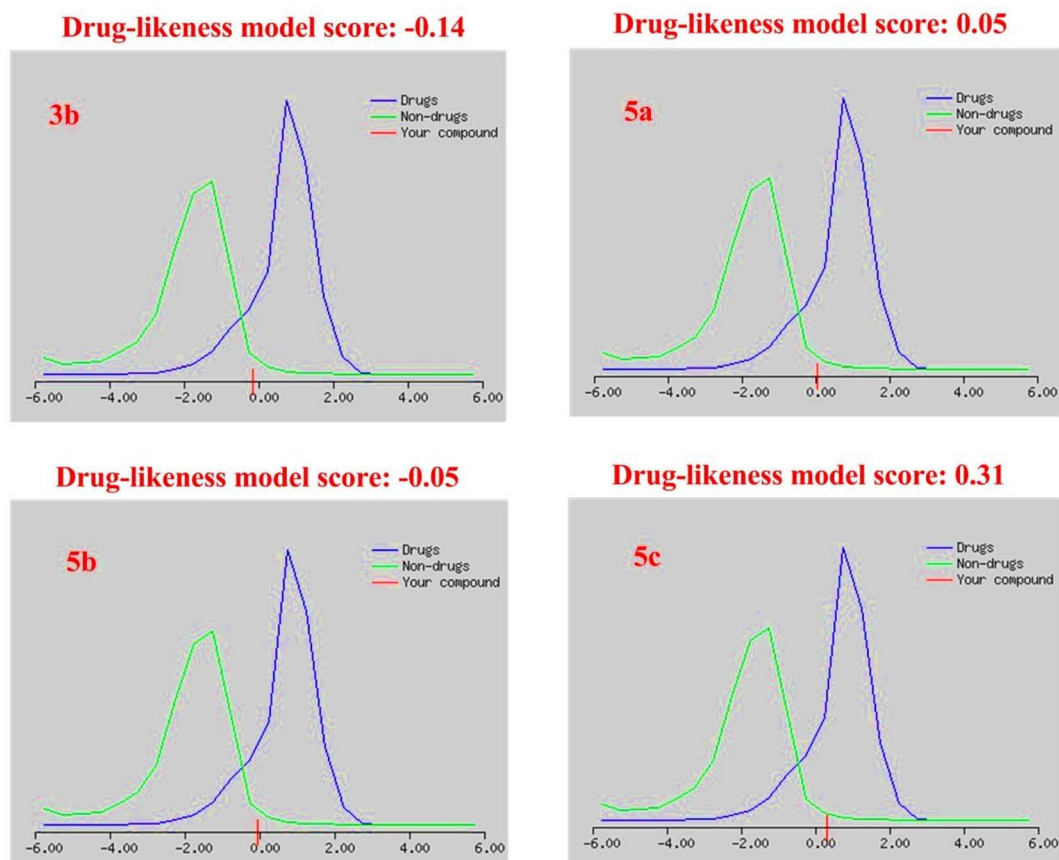 Drug-likeness model score: -0.14
3b
Drugs
Non-drugs
Your compound
-6.00 -4.00 -2.00 0.00 2.00 4.00 6.00
Drug-likeness model score: 0.05
5a
Drugs
Non-drugs
Your compound
-6.00 -4.00 -2.00 0.00 2.00 4.00 6.00
Drug-likeness model score: -0.05
5b
Drugs
Non-drugs
Your compound
-6.00 -4.00 -2.00 0.00 2.00 4.00 6.00
Drug-likeness model score: 0.31
5c
Drugs
Non-drugs
Your compound
-6.00 -4.00 -2.00 0.00 2.00 4.00 6.00